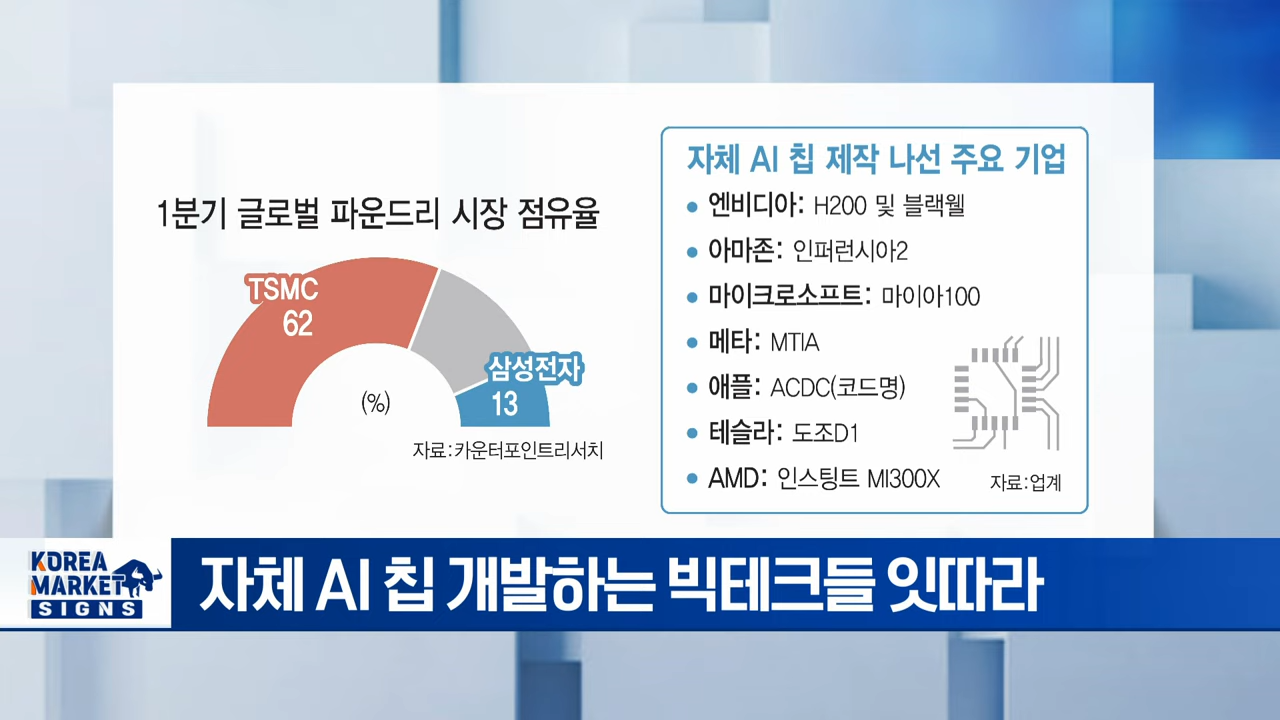 1분기 글로벌 파운드리 시장 점유율
TSMC
62
삼성전자
13
(%)
자료:카운터포인트리서치
자체 AI 칩 제작 나선 주요 기업
• 엔비디아: H200 및 블랙웰
• 아마존: 인퍼런시아2
• 마이크로소프트: 마이아100
• 메타: MTIA
• 애플: ACDC(코드명)
• 테슬라: 도조D1
• AMD: 인스팅트 MI300X
자료:업계
KOREA
MARKET
SIGNS
자체 AI 칩 개발하는 빅테크들 잇따라